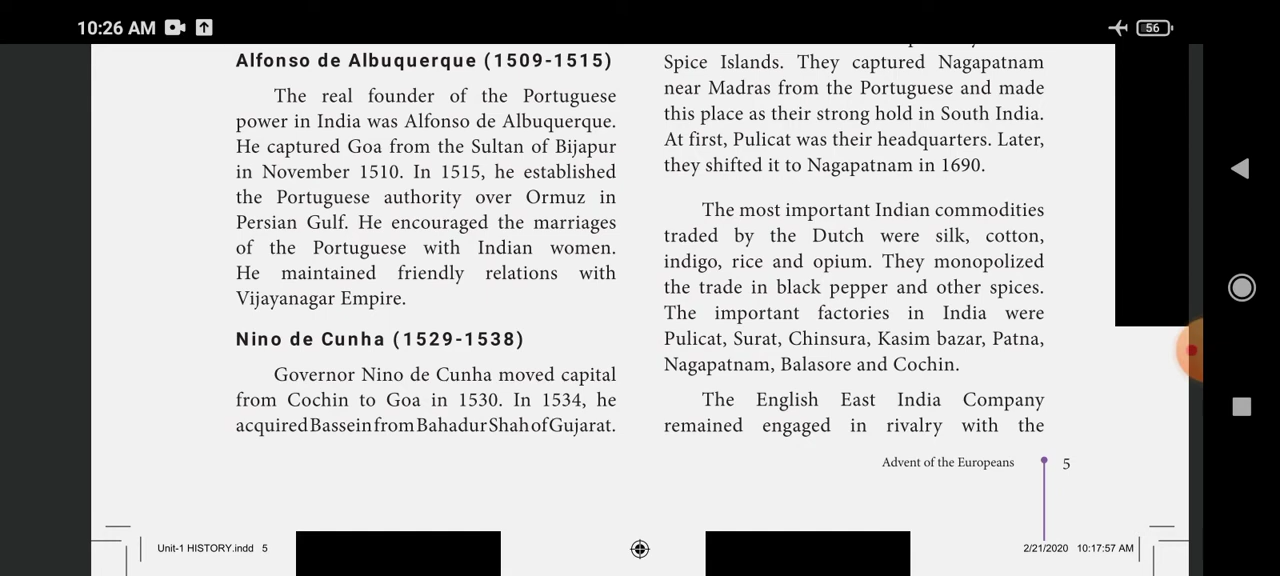 10:26 AM
56
Alfonso de Albuquerque (1509-1515)
The real founder of the Portuguese
power in India was Alfonso de Albuquerque.
He captured Goa from the Sultan of Bijapur
in November 1510. In 1515, he established
the Portuguese authority over Ormuz in
Persian Gulf. He encouraged the marriages
of the Portuguese with Indian women.
He maintained friendly relations with
Vijayanagar Empire.
Nino de Cunha (1529-1538)
Governor Nino de Cunha moved capital
from Cochin to Goa in 1530. In 1534, he
acquired Bassein from Bahadur Shah of Gujarat.
Spice Islands. They captured Nagapatnam
near Madras from the Portuguese and made
this place as their strong hold in South India.
At first, Pulicat was their headquarters. Later,
they shifted it to Nagapatnam in 1690.
The most important Indian commodities
traded by the Dutch were silk, cotton,
indigo, rice and opium. They monopolized
the trade in black pepper and other spices.
The important factories in India were
Pulicat, Surat, Chinsura, Kasim bazar, Patna,
Nagapatnam, Balasore and Cochin.
The English East India Company
remained engaged in rivalry with the
Advent of the Europeans 5
Unit-1 HISTORY.indd 5
2/21/2020 10:17:57 AM